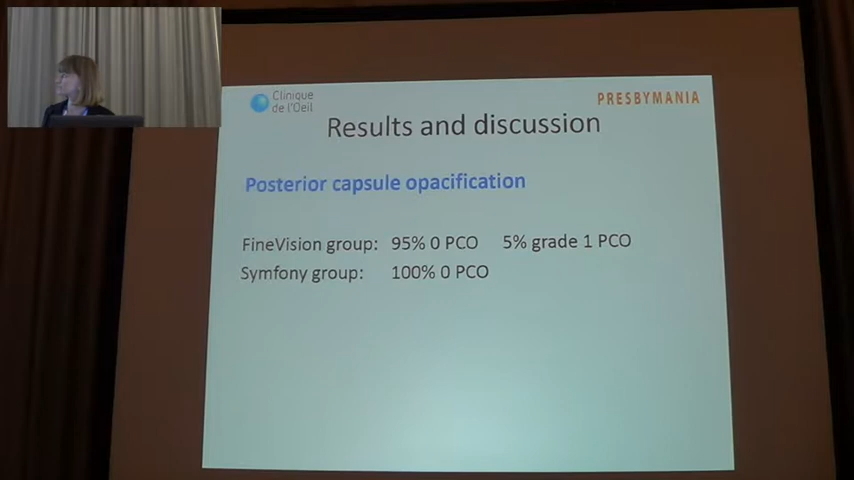 Clinique
de l'Oeil
PRESBYMANIA
Results and discussion
Posterior capsule opacification
FineVision group: 95% 0 PCO 5% grade 1 PCO
Symfony group: 100% 0 PCO